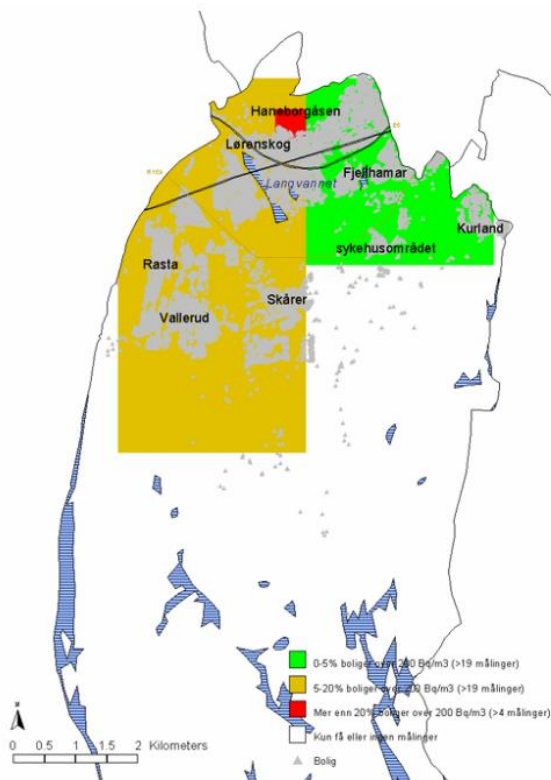 Haneborgåsen
Lørenskog
Langvannet
Fjellhamar
Kurland
sykehusområdet
Rasta
Skårer
Vallerud
0-5% boliger over 200 Bq/m3 (>19 målinger)
5-20% boliger over 200 Bq/m3 (>19 målinger)
Mer enn 20% boliger over 200 Bq/m3 (>4 målinger)
Kun få eller ingen målinger
Bolig
N
0 0.5 1 1.5 2 Kilometers